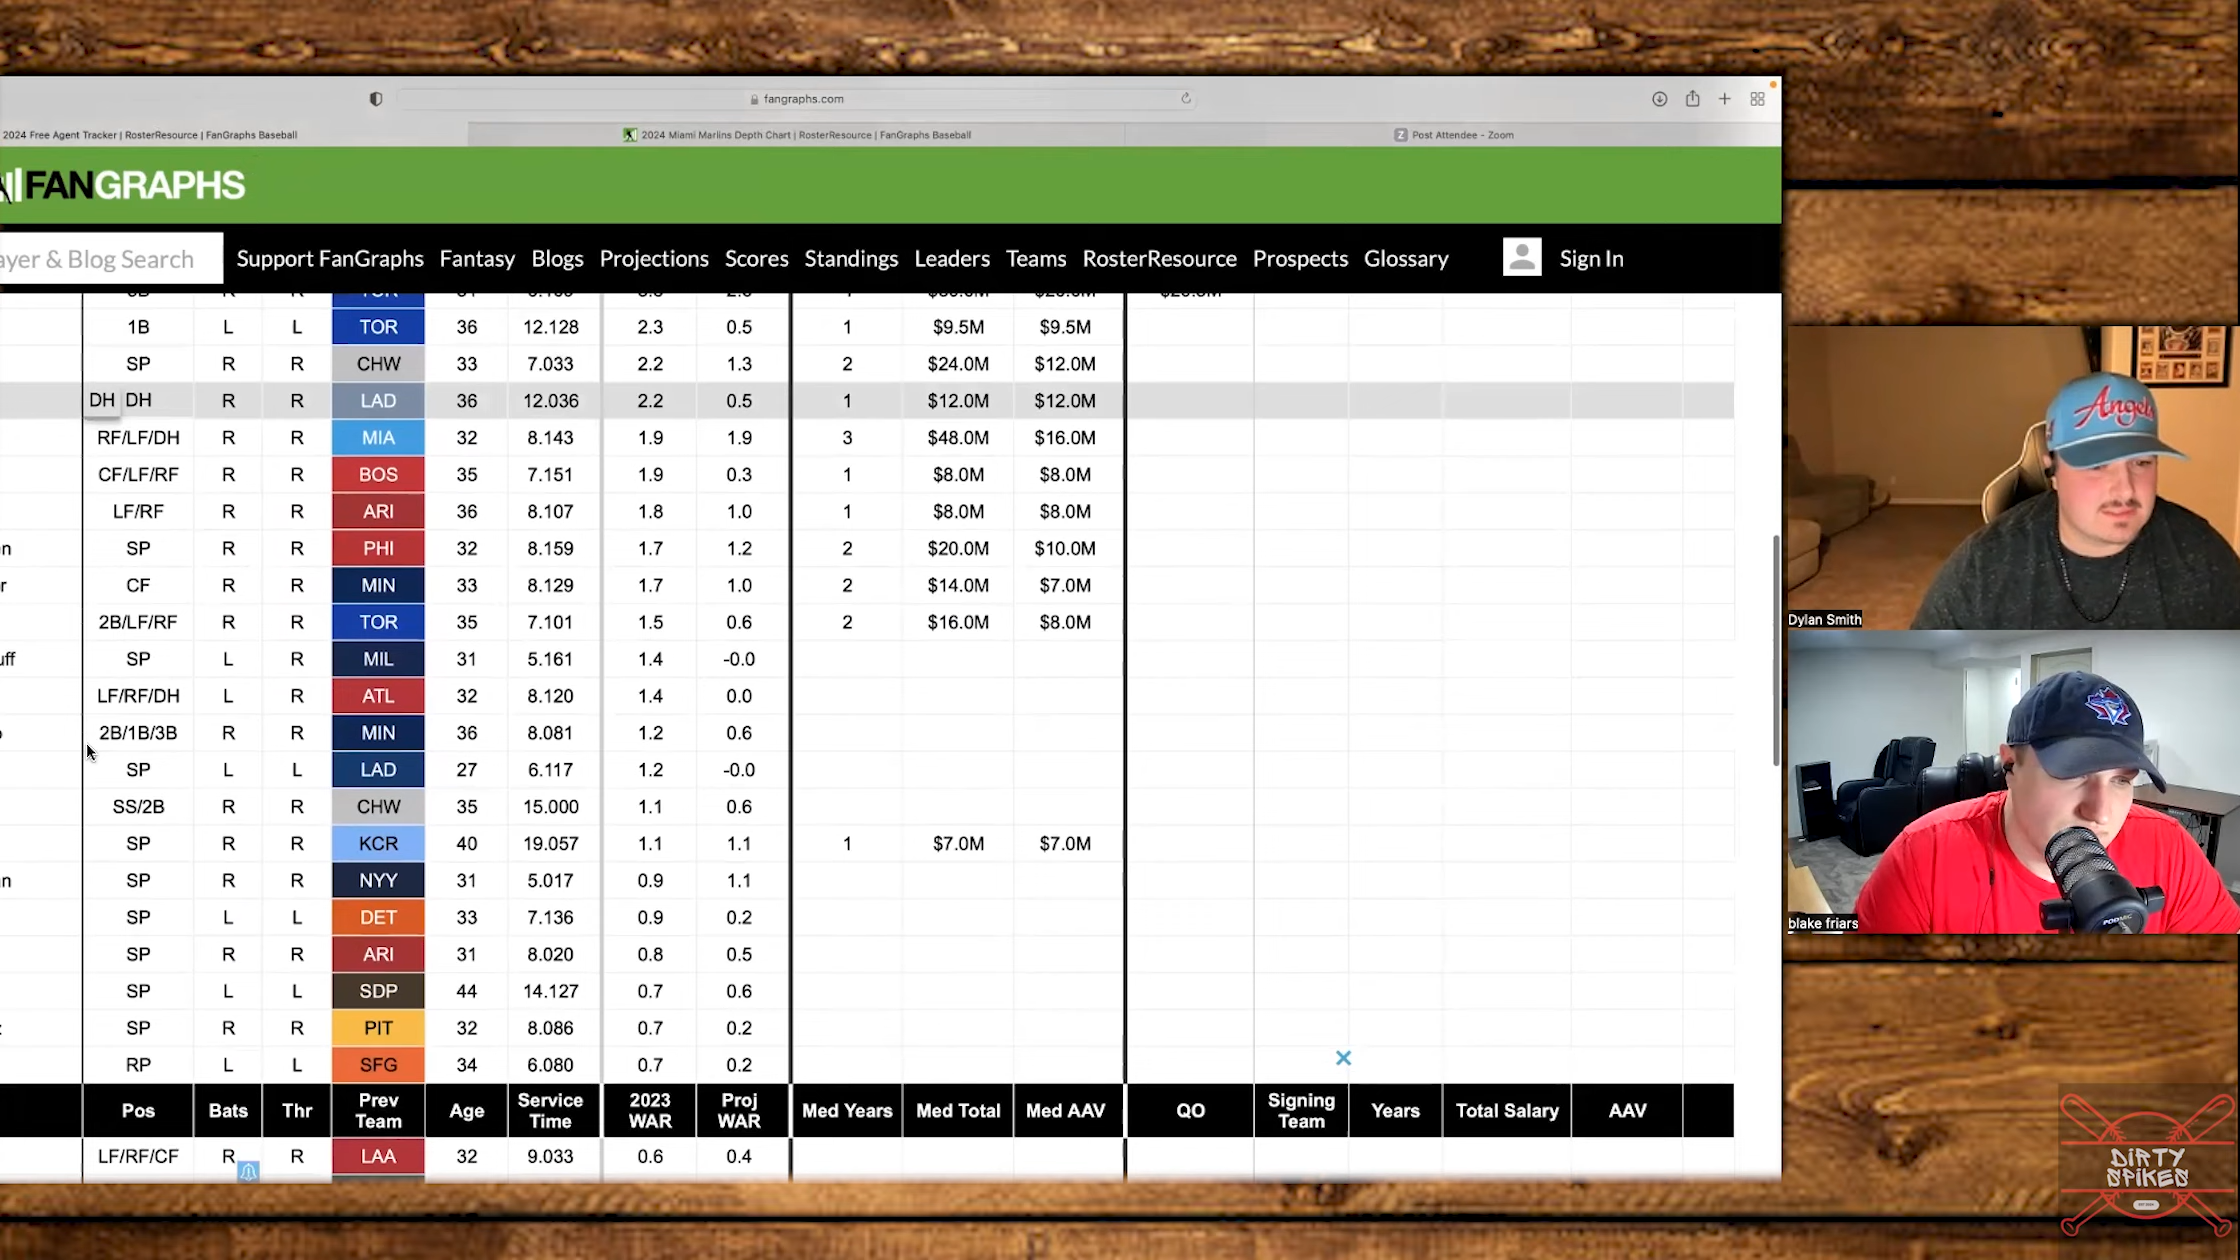 fangraphs.com
2024 Free Agent Tracker | RosterResource | FanGraphs Baseball
2024 Miami Marlins Depth Chart | RosterResource | FanGraphs Baseball
Post Attendee - Zoom
FANGRAPHS
ayer & Blog Search
Support FanGraphs Fantasy Blogs Projections Scores Standings Leaders Teams RosterResource Prospects Glossary Sign In
1B L L TOR 36 12.128 2.3 0.5 1 $9.5M $9.5M
SP R R CHW 33 7.033 2.2 1.3 2 $24.0M $12.0M
DH DH R R LAD 36 12.036 2.2 0.5 1 $12.0M $12.0M
RF/LF/DH R R MIA 32 8.143 1.9 1.9 3 $48.0M $16.0M
CF/LF/RF R R BOS 35 7.151 1.9 0.3 1 $8.0M $8.0M
LF/RF R R ARI 36 8.107 1.8 1.0 1 $8.0M $8.0M
n SP R R PHI 32 8.159 1.7 1.2 2 $20.0M $10.0M
r CF R R MIN 33 8.129 1.7 1.0 2 $14.0M $7.0M
2B/LF/RF R R TOR 35 7.101 1.5 0.6 2 $16.0M $8.0M
uff SP L R MIL 31 5.161 1.4 -0.0
LF/RF/DH L R ATL 32 8.120 1.4 0.0
2B/1B/3B R R MIN 36 8.081 1.2 0.6
SP L L LAD 27 6.117 1.2 -0.0
SS/2B R R CHW 35 15.000 1.1 0.6
SP R R KCR 40 19.057 1.1 1.1 1 $7.0M $7.0M
n SP R R NYY 31 5.017 0.9 1.1
SP L L DET 33 7.136 0.9 0.2
SP R R ARI 31 8.020 0.8 0.5
SP L L SDP 44 14.127 0.7 0.6
SP R R PIT 32 8.086 0.7 0.2
RP L L SFG 34 6.080 0.7 0.2
Pos Bats Thr Prev Team Age Service Time 2023 WAR Proj WAR Med Years Med Total Med AAV QO Signing Team Years Total Salary AAV
LF/RF/CF R R LAA 32 9.033 0.6 0.4
Angels
Dylan Smith
PODMIC
blake friars
DIRTY
SPIKES